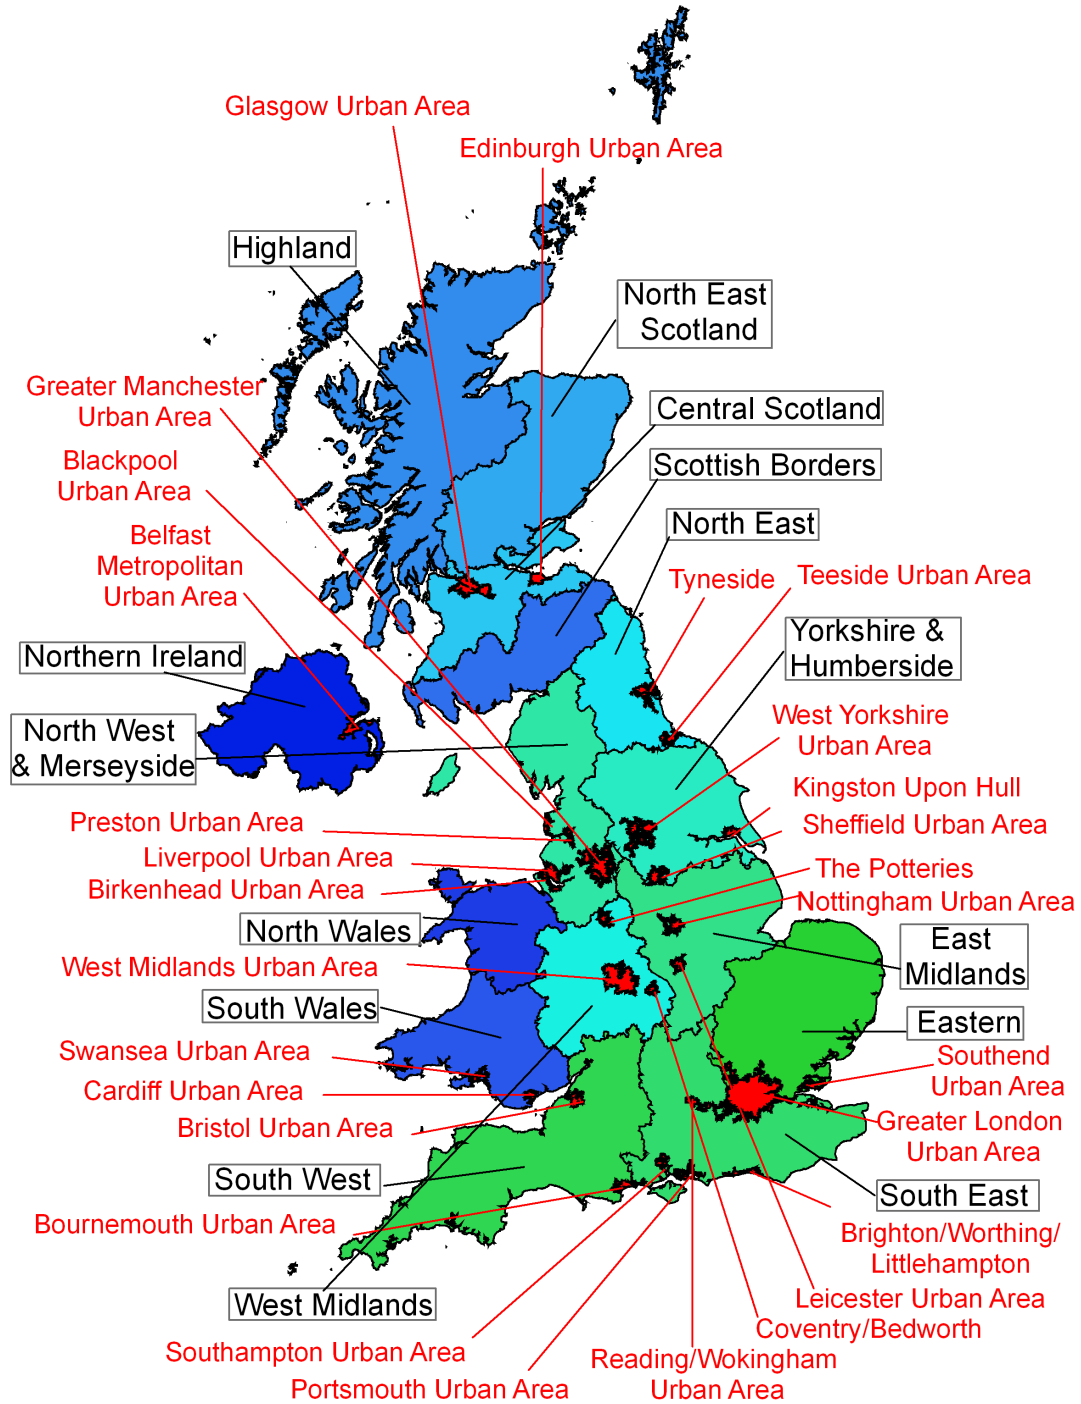 Glasgow Urban Area
Edinburgh Urban Area
Highland
North East
Scotland
Greater Manchester
Urban Area
Central Scotland
Blackpool
Urban Area
Scottish Borders
Belfast
Metropolitan
Urban Area
North East
Tyneside
Teeside Urban Area
Northern Ireland
Yorkshire &
Humberside
North West
& Merseyside
West Yorkshire
Urban Area
Kingston Upon Hull
Preston Urban Area
Sheffield Urban Area
Liverpool Urban Area
The Potteries
Birkenhead Urban Area
Nottingham Urban Area
North Wales
East
Midlands
West Midlands Urban Area
South Wales
Eastern
Swansea Urban Area
Southend
Urban Area
Cardiff Urban Area
Bristol Urban Area
Greater London
Urban Area
South West
South East
Bournemouth Urban Area
Brighton/Worthing/
Littlehampton
West Midlands
Leicester Urban Area
Coventry/Bedworth
Southampton Urban Area
Reading/Wokingham
Urban Area
Portsmouth Urban Area